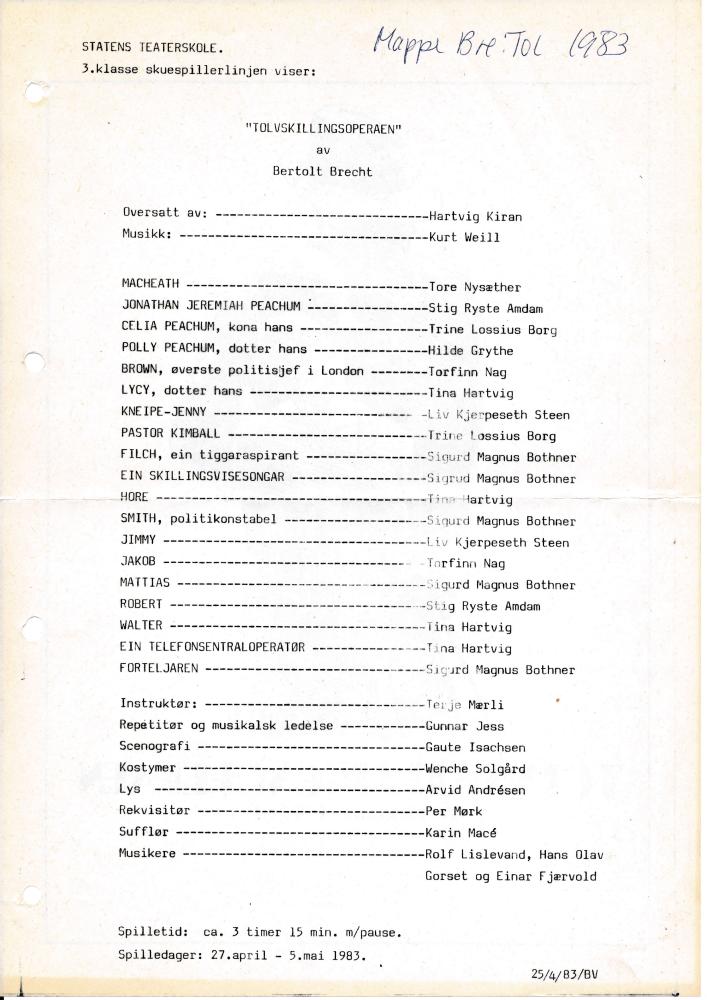 Mappe Bre:Tol 1983
STATENS TEATERSKOLE.
3.klasse skuespillerlinjen viser:
"TOLVSKILLINGSOPERAEN"
av
Bertolt Brecht
Oversatt av: -----------------------------Hartvig Kiran
Musikk: ----------------------------------Kurt Weill
MACHEATH ---------------------------------Tore Nysæther
JONATHAN JEREMIAH PEACHUM ----------------Stig Ryste Amdam
CELIA PEACHUM, kona hans -----------------Trine Lossius Borg
POLLY PEACHUM, dotter hans ---------------Hilde Grythe
BROWN, øverste politisjef i London --------Torfinn Nag
LYCY, dotter hans ------------------------Tina Hartvig
KNEIPE-JENNY --------------------------- -Liv Kjerpeseth Steen
PASTOR KIMBALL ---------------------------Trine Lossius Borg
FILCH, ein tiggaraspirant ----------------Sigurd Magnus Bothner
EIN SKILLINGSVISESONGAR ------------------Sigrud Magnus Bothner
HORE -------------------------------------Tina Hartvig
SMITH, politikonstabel -------------------Sigurd Magnus Bothner
JIMMY ------------------------------------Liv Kjerpeseth Steen
JAKOB ---------------------------------- -Torfinn Nag
MATTIAS ----------------------------------Sigurd Magnus Bothner
ROBERT -----------------------------------Stig Ryste Amdam
WALTER -----------------------------------Tina Hartvig
EIN TELEFONSENTRALOPERATØR ---------------Tina Hartvig
FORTELJAREN ------------------------------Sigurd Magnus Bothner
Instruktør: ------------------------------Terje Mærli
Repetitør og musikalsk ledelse -----------Gunnar Jess
Scenografi -------------------------------Gaute Isachsen
Kostymer ---------------------------------Wenche Solgård
Lys -------------------------------------Arvid Andrésen
Rekvisitør -------------------------------Per Mørk
Sufflør ----------------------------------Karin Macé
Musikere ---------------------------------Rolf Lislevand, Hans Olav
Gorset og Einar Fjærvold
Spilletid: ca. 3 timer 15 min. m/pause.
Spilledager: 27.april - 5.mai 1983.
25/4/83/BV